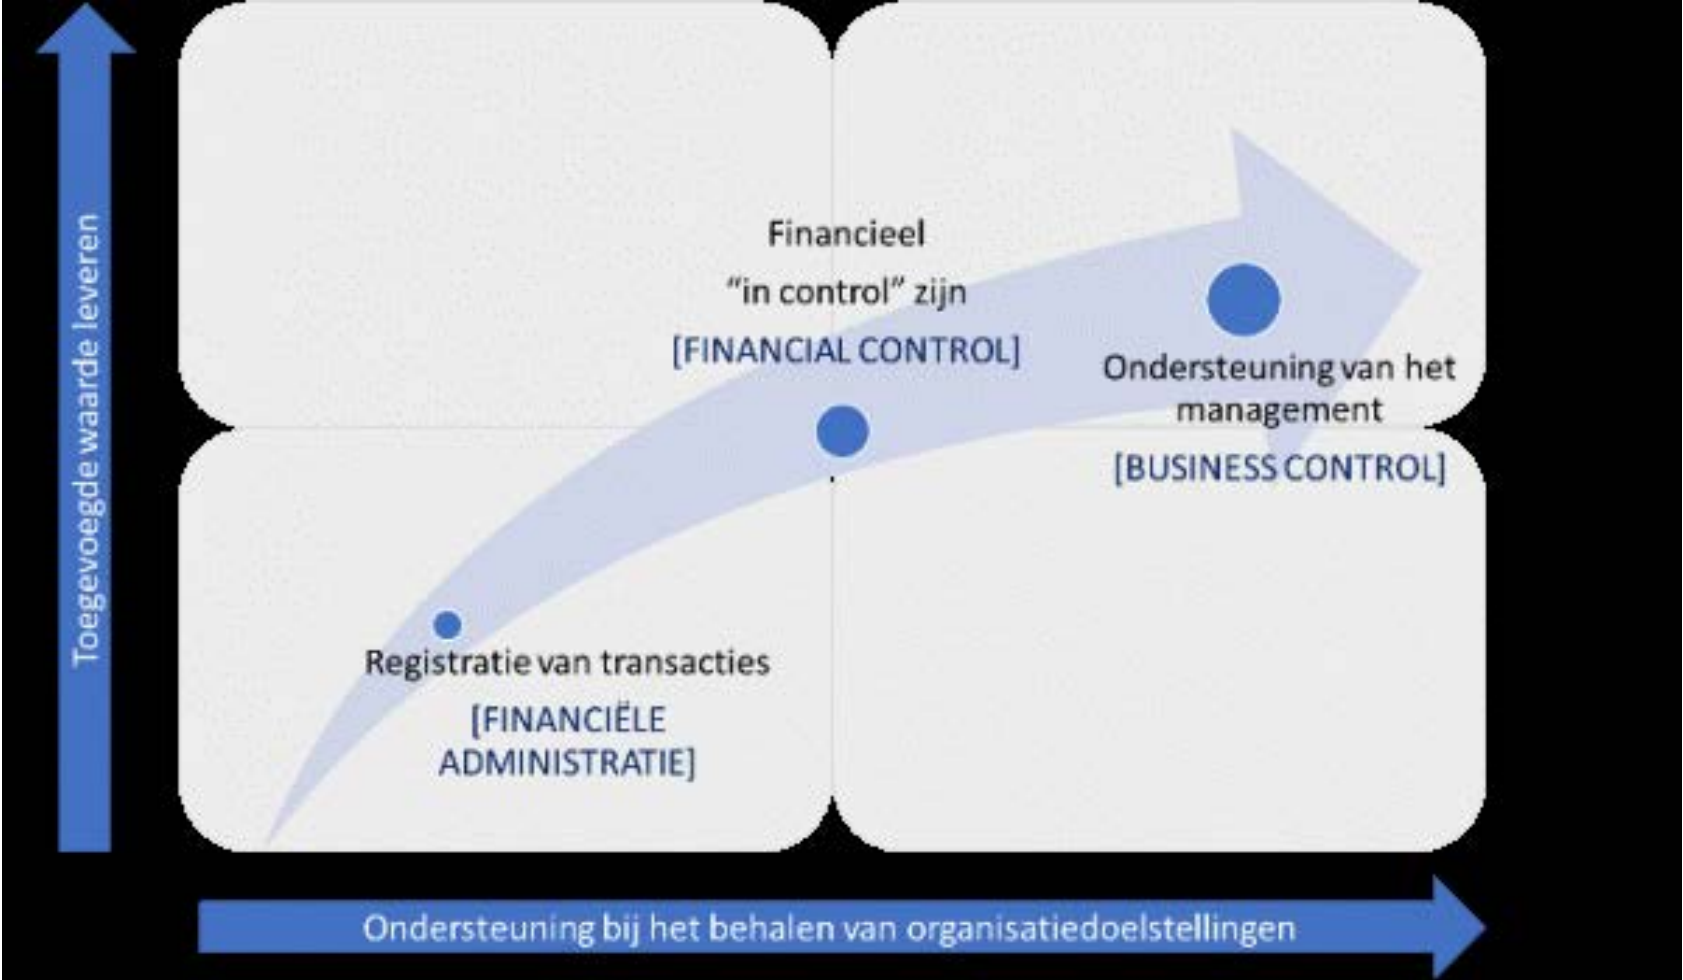 Toegevoegde waarde leveren
Financieel
“in control” zijn
[FINANCIAL CONTROL]
Ondersteuning van het
management
[BUSINESS CONTROL]
Registratie van transacties
[FINANCIËLE
ADMINISTRATIE]
Ondersteuning bij het behalen van organisatiedoelstellingen